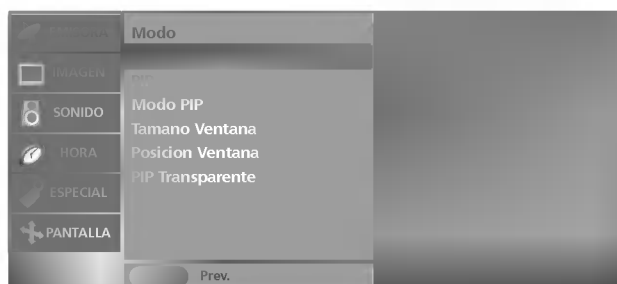 Modo
IMAGEN
PIP
Modo PIP
SONIDO
Tamano Ventana
HORA
Posicion Ventana
PIP Transparente
ESPECIAL
PANTALLA
Prev.